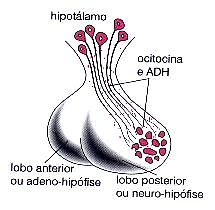 hipotálamo
ocitocina
e ADH
lobo anterior
ou adeno-hipófise
lobo posterior
ou neuro-hipófise